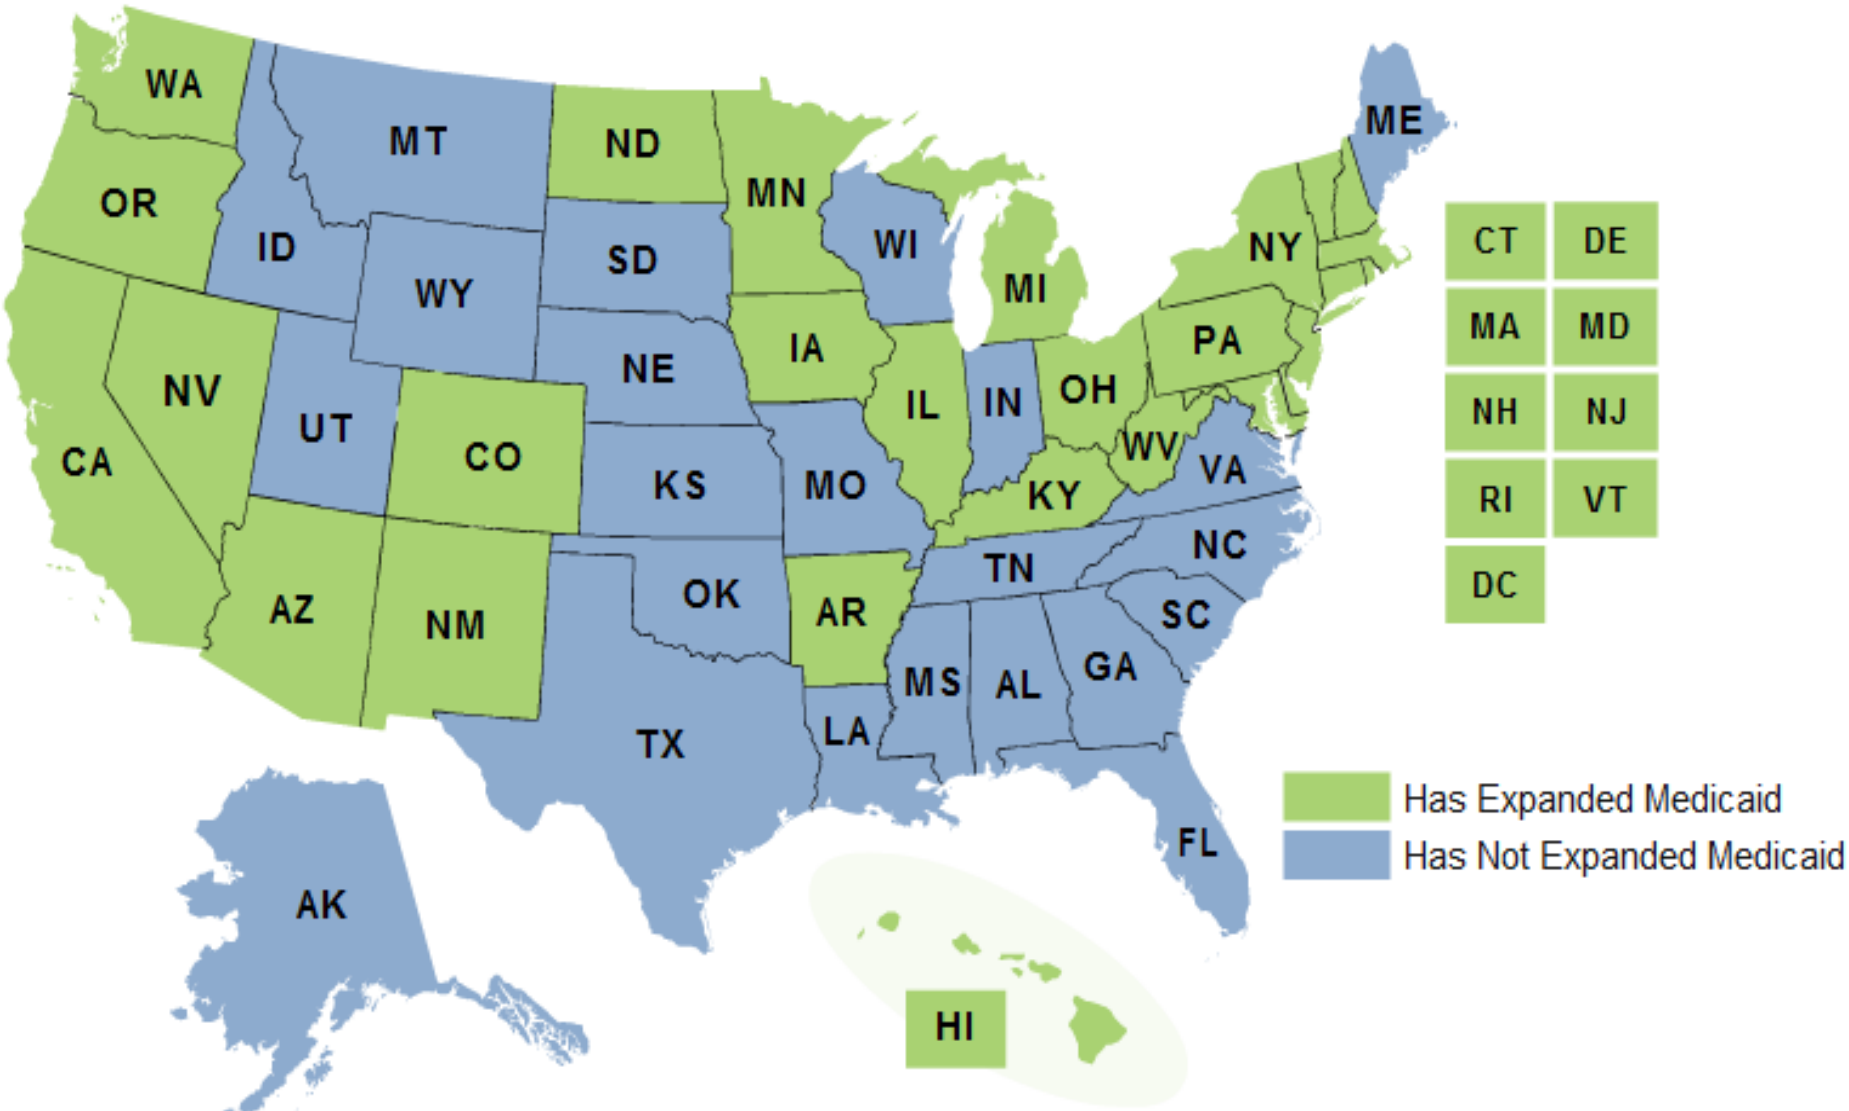 WA
MT
ND
MN
ME
OR
ID
SD
WI
NY
CT
DE
WY
MI
MA
MD
NV
NE
IA
PA
NH
NJ
UT
CO
IL
IN
OH
WV
CA
KS
MO
KY
VA
RI
VT
AZ
NM
OK
AR
TN
NC
SC
DC
MS
AL
GA
TX
LA
FL
Has Expanded Medicaid
Has Not Expanded Medicaid
AK
HI